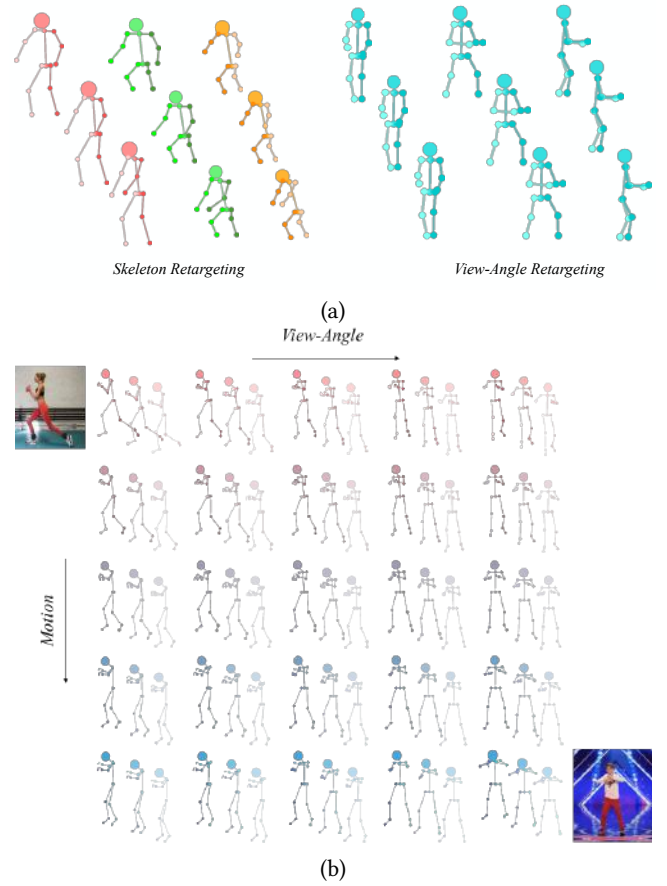 Skeleton Retargeting
View-Angle Retargeting
(a)
View-Angle
Motion
(b)